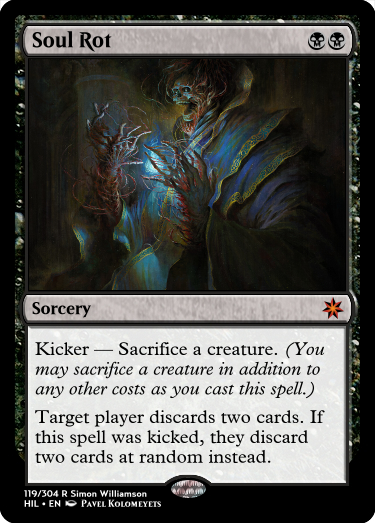 Soul Rot
Sorcery
Kicker — Sacrifice a creature. (You
may sacrifice a creature in addition to
any other costs as you cast this spell.)
Target player discards two cards. If
this spell was kicked, they discard
two cards at random instead.
119/304 R Simon Williamson
HIL • EN Pavel Kolomeyets